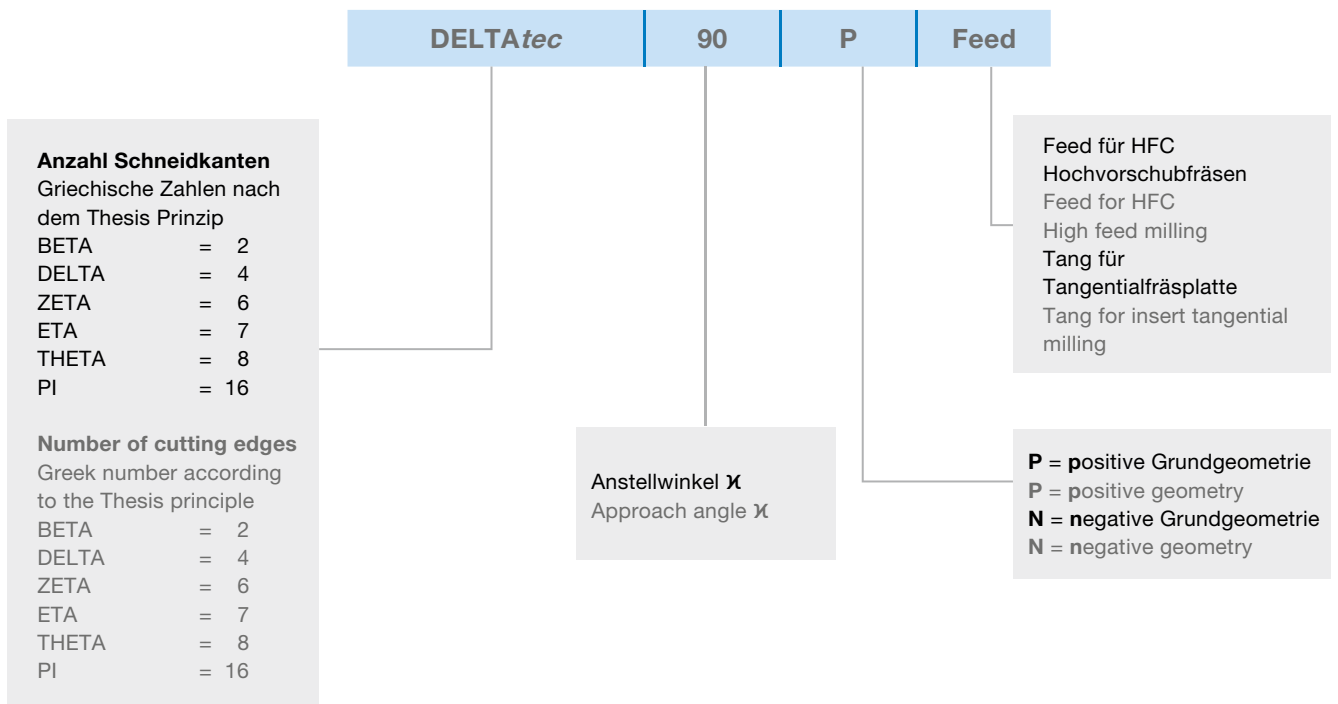 DELTAtec 90 P Feed
Anzahl Schneidkanten
Griechische Zahlen nach
dem Thesis Prinzip
BETA = 2
DELTA = 4
ZETA = 6
ETA = 7
THETA = 8
PI = 16
Number of cutting edges
Greek number according
to the Thesis principle
BETA = 2
DELTA = 4
ZETA = 6
ETA = 7
THETA = 8
PI = 16
Anstellwinkel ϰ
Approach angle ϰ
Feed für HFC
Hochvorschubfräsen
Feed for HFC
High feed milling
Tang für
Tangentialfräsplatte
Tang for insert tangential
milling
P = positive Grundgeometrie
P = positive geometry
N = negative Grundgeometrie
N = negative geometry